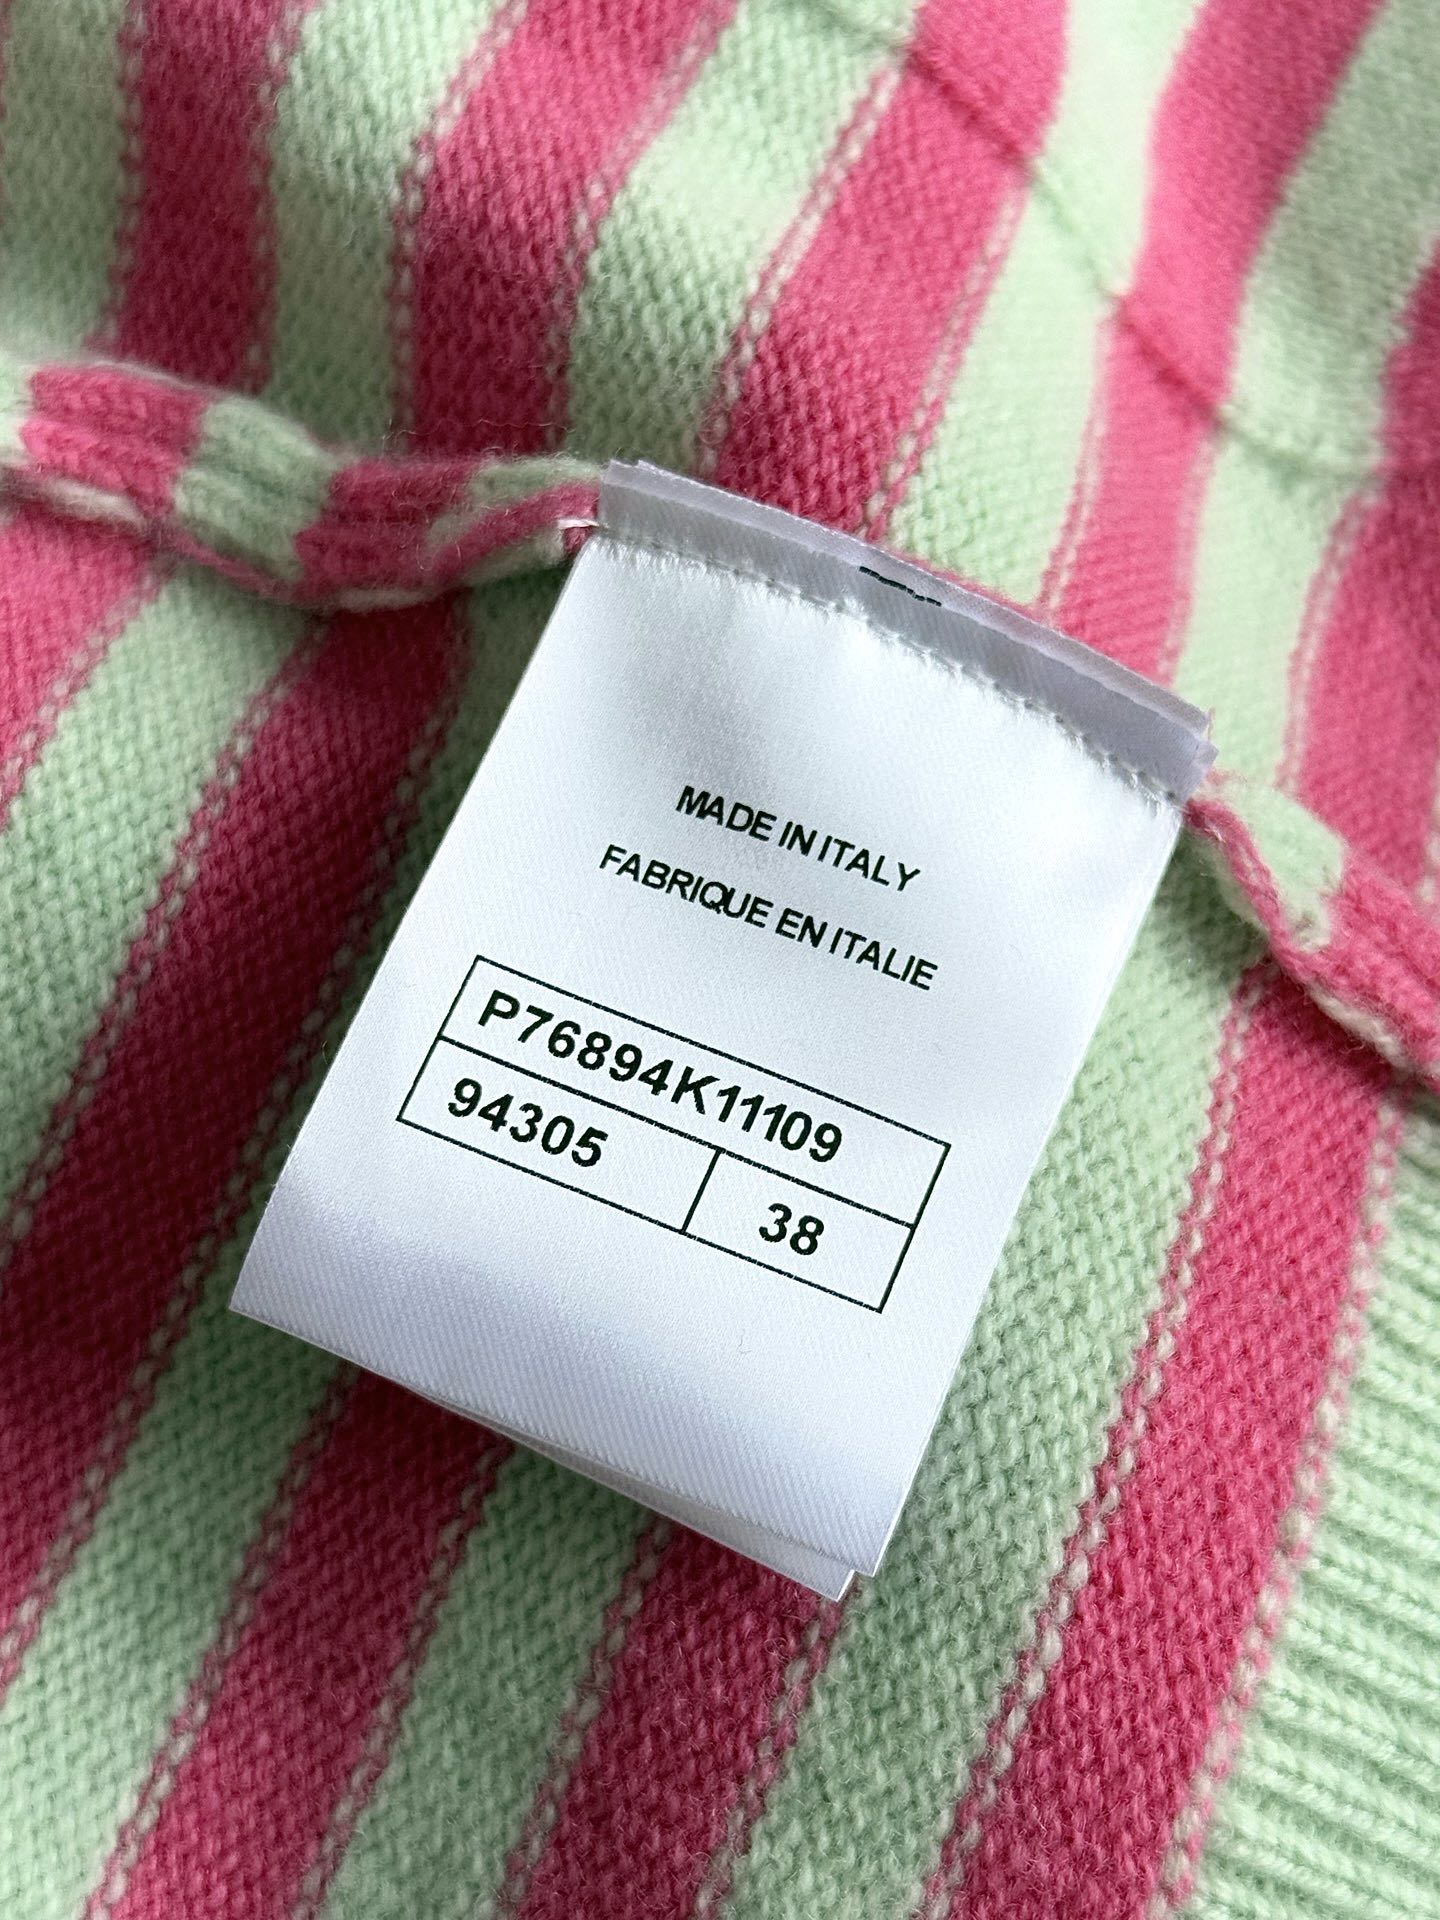 MADE IN ITALY
FABRIQUE EN ITALIE
P76894K11109
94305 38